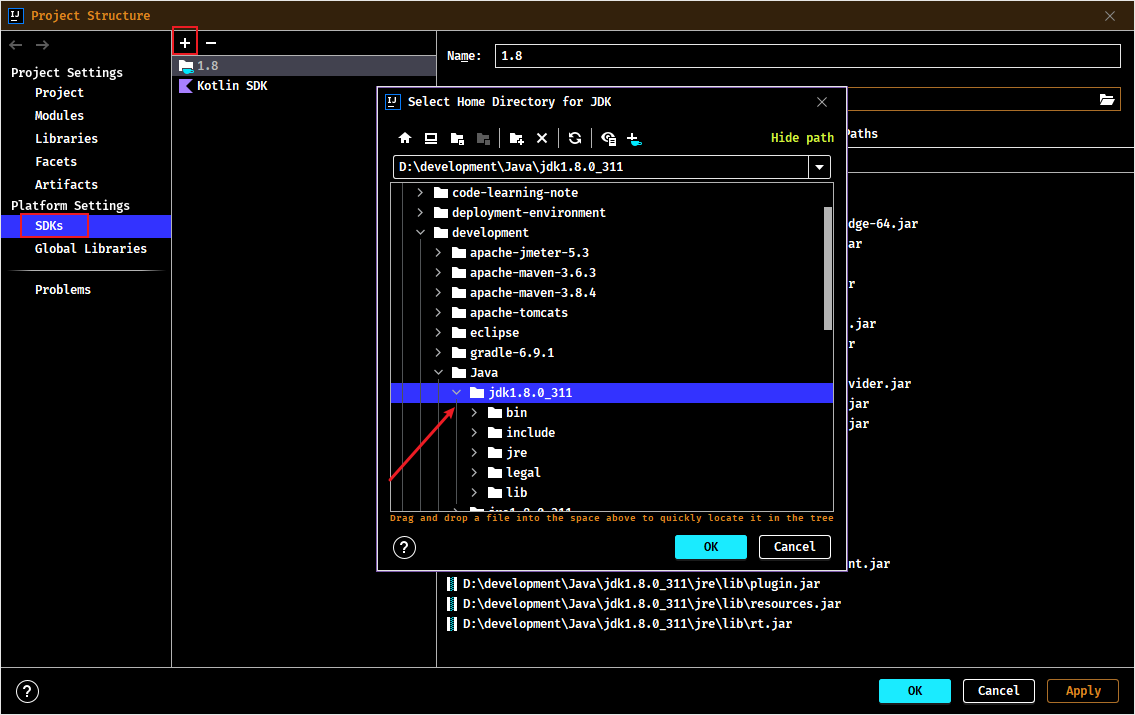 Project Structure
Project Settings
Project
Modules
Libraries
Facets
Artifacts
Platform Settings
SDKs
Global Libraries
Problems
1.8
Kotlin SDK
Name: 1.8
Paths
dge-64.jar
ar
r
.jar
r
vider.jar
jar
jar
nt.jar
D:\development\Java\jdk1.8.0_311\jre\lib\plugin.jar
D:\development\Java\jdk1.8.0_311\jre\lib\resources.jar
D:\development\Java\jdk1.8.0_311\jre\lib\rt.jar
Select Home Directory for JDK
Hide path
D:\development\Java\jdk1.8.0_311
code-learning-note
deployment-environment
development
apache-jmeter-5.3
apache-maven-3.6.3
apache-maven-3.8.4
apache-tomcats
eclipse
gradle-6.9.1
Java
jdk1.8.0_311
bin
include
jre
legal
lib
jre1.8.0_311
Drag and drop a file into the space above to quickly locate it in the tree
? OK Cancel
? OK Cancel Apply